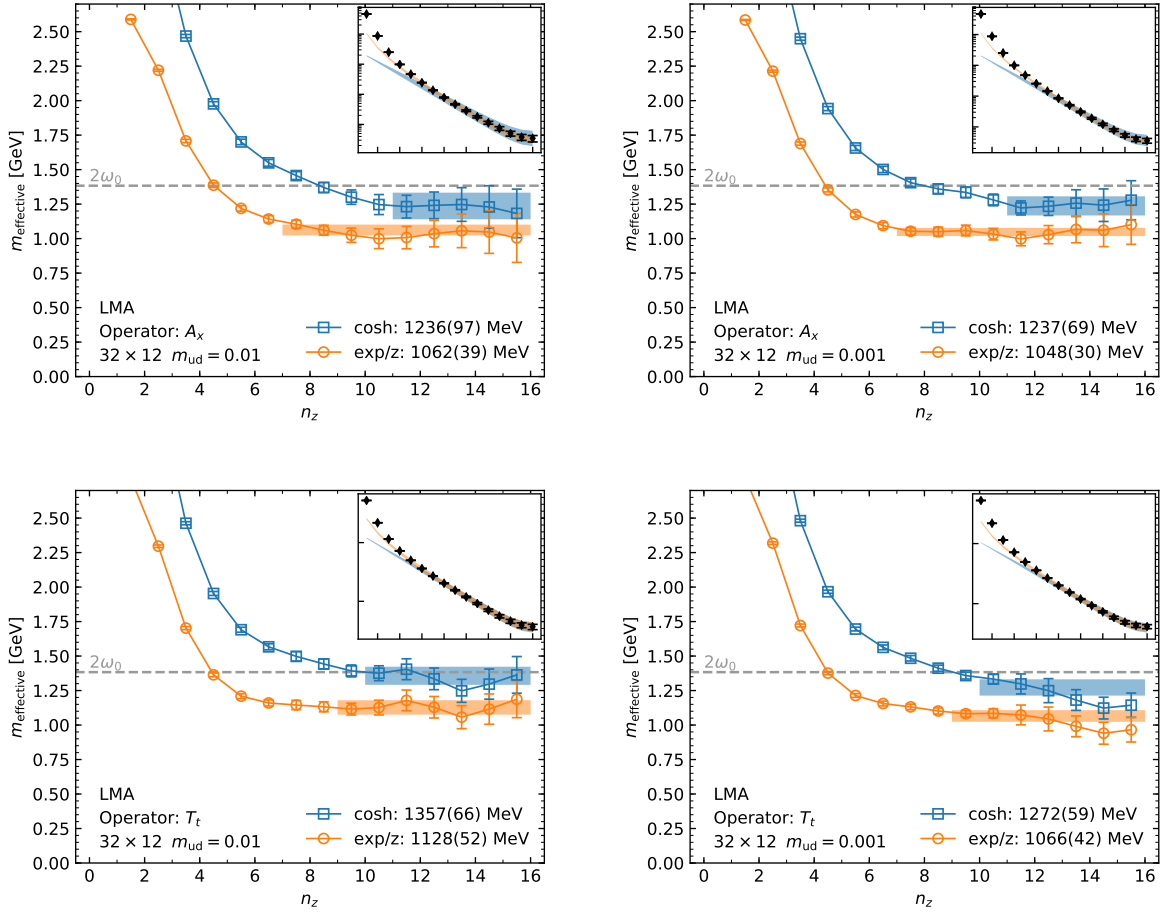 2.50
2.25
2.00
1.75
1.50
1.25
1.00
0.75
0.50
0.25
0.00
m_effective [GeV]
2ω₀
LMA
Operator: Aₓ
32 × 12 m_ud = 0.01
cosh: 1236(97) MeV
exp/z: 1062(39) MeV
0 2 4 6 8 10 12 14 16
n_z
2.50
2.25
2.00
1.75
1.50
1.25
1.00
0.75
0.50
0.25
0.00
m_effective [GeV]
2ω₀
LMA
Operator: Aₓ
32 × 12 m_ud = 0.001
cosh: 1237(69) MeV
exp/z: 1048(30) MeV
0 2 4 6 8 10 12 14 16
n_z
2.50
2.25
2.00
1.75
1.50
1.25
1.00
0.75
0.50
0.25
0.00
m_effective [GeV]
2ω₀
LMA
Operator: Tₜ
32 × 12 m_ud = 0.01
cosh: 1357(66) MeV
exp/z: 1128(52) MeV
0 2 4 6 8 10 12 14 16
n_z
2.50
2.25
2.00
1.75
1.50
1.25
1.00
0.75
0.50
0.25
0.00
m_effective [GeV]
2ω₀
LMA
Operator: Tₜ
32 × 12 m_ud = 0.001
cosh: 1272(59) MeV
exp/z: 1066(42) MeV
0 2 4 6 8 10 12 14 16
n_z